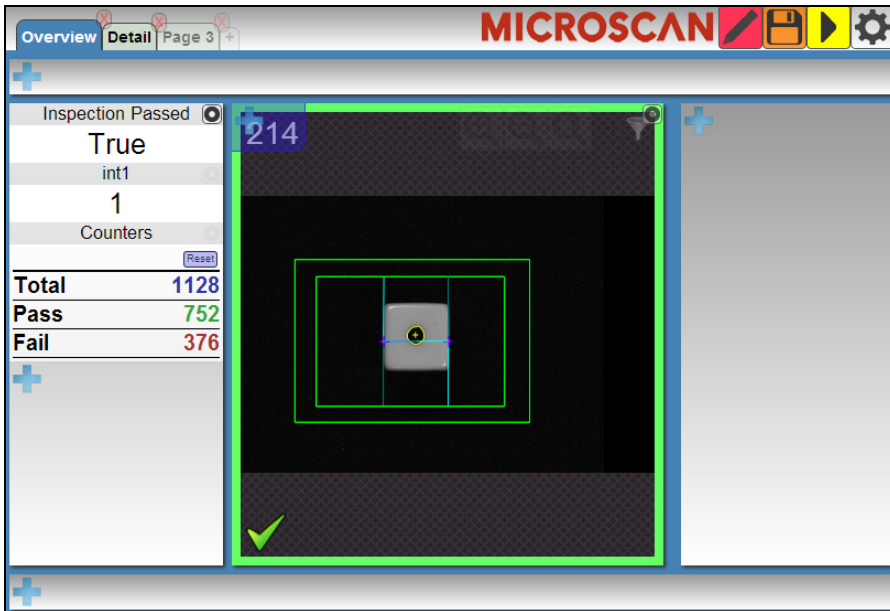 Overview
Detail
Page 3
+
MICROSCAN
Inspection Passed
True
int1
1
Counters
Reset
Total 1128
Pass 752
Fail 376
214